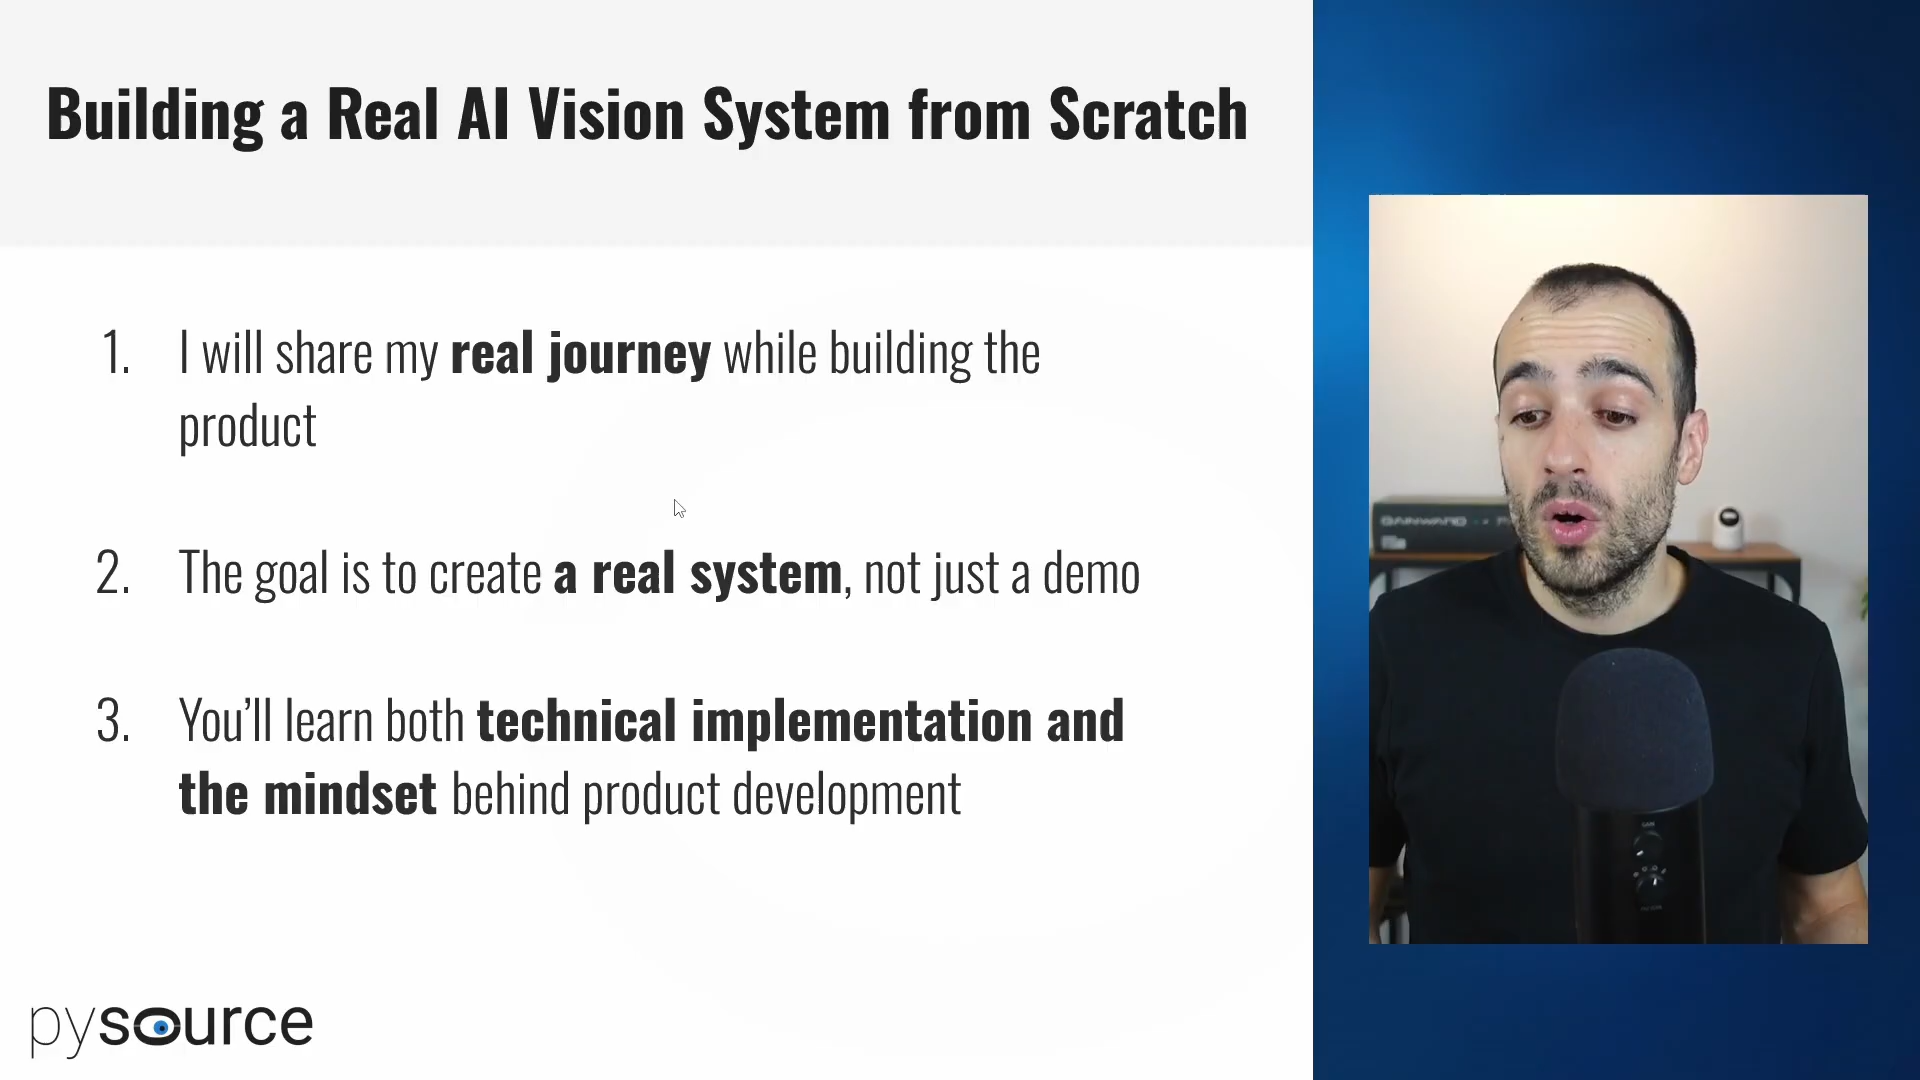 Building a Real AI Vision System from Scratch
1. I will share my real journey while building the
product
2. The goal is to create a real system, not just a demo
3. You’ll learn both technical implementation and
the mindset behind product development
pysource
GAINWARD
GAIN